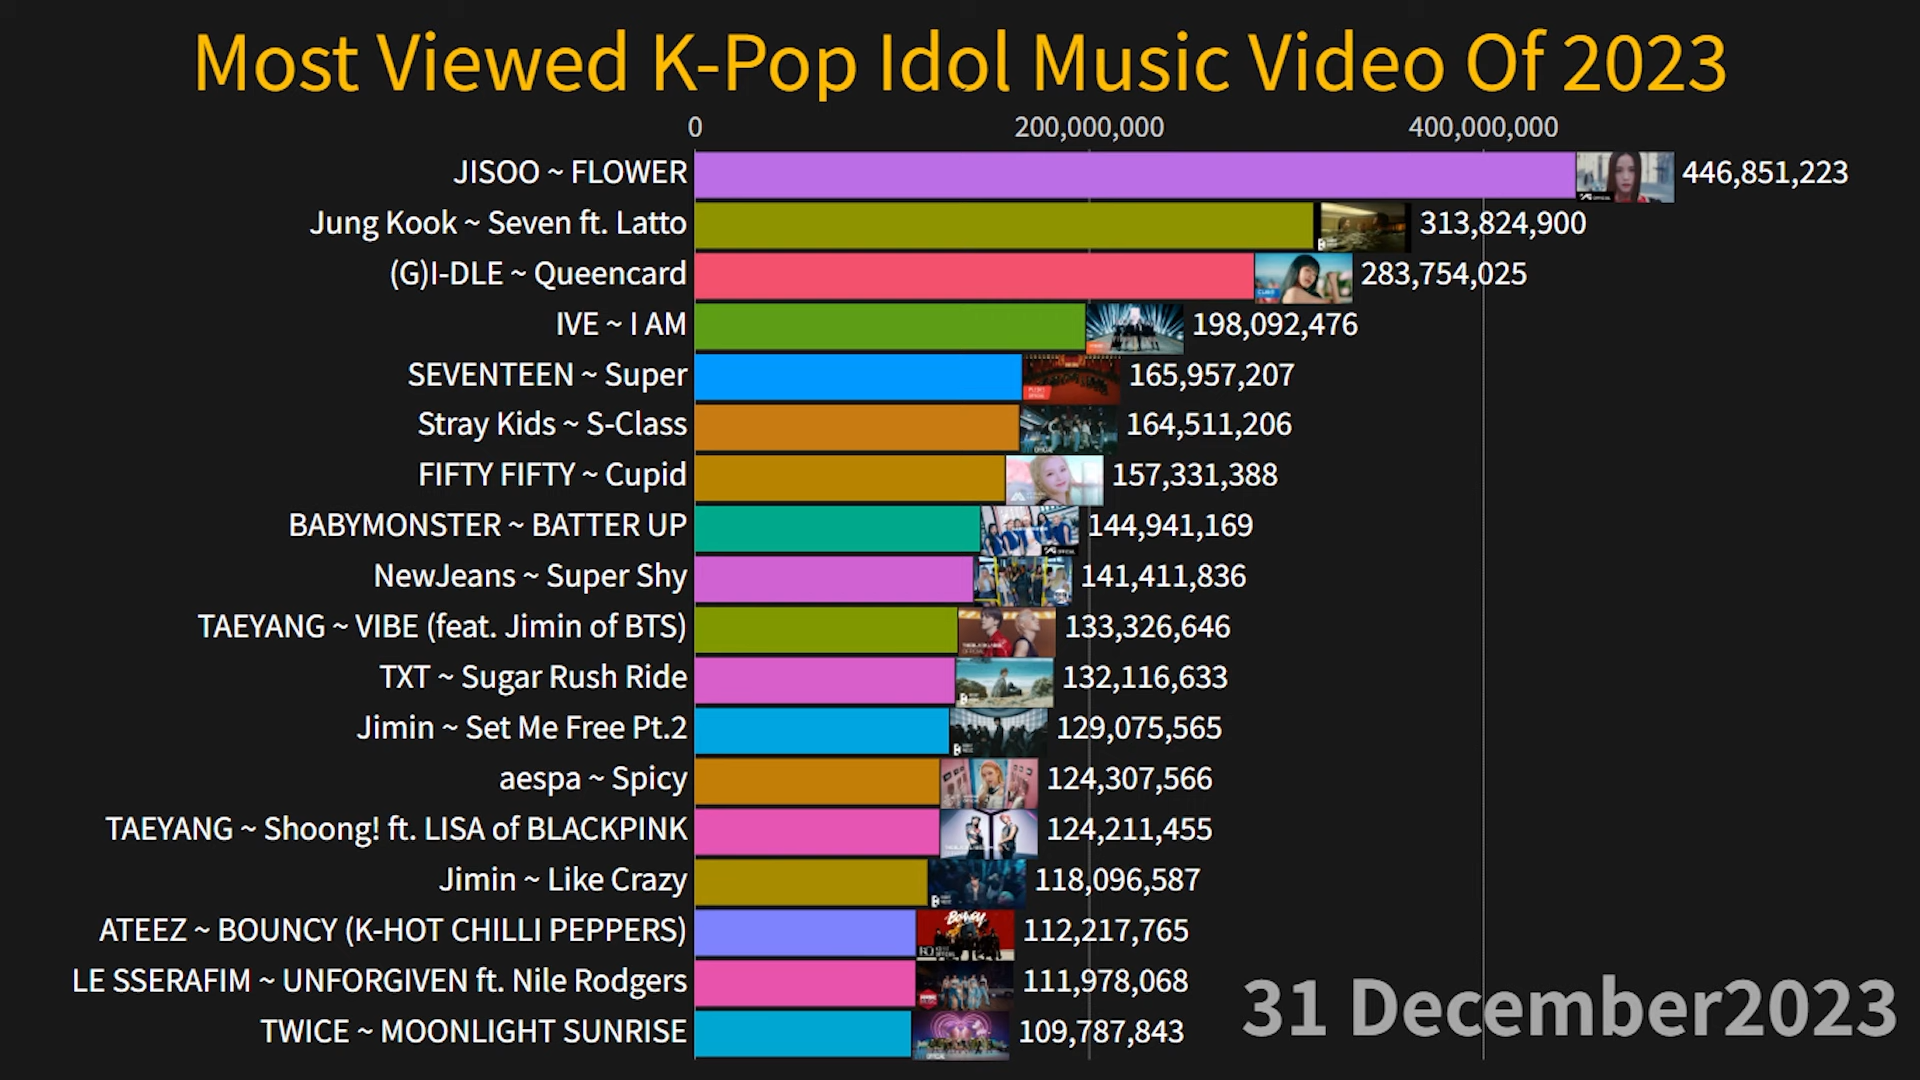 Most Viewed K-Pop Idol Music Video Of 2023
0 200,000,000 400,000,000
JISOO ~ FLOWER 446,851,223
Jung Kook ~ Seven ft. Latto 313,824,900
(G)I-DLE ~ Queencard 283,754,025
IVE ~ I AM 198,092,476
SEVENTEEN ~ Super 165,957,207
Stray Kids ~ S-Class 164,511,206
FIFTY FIFTY ~ Cupid 157,331,388
BABYMONSTER ~ BATTER UP 144,941,169
NewJeans ~ Super Shy 141,411,836
TAEYANG ~ VIBE (feat. Jimin of BTS) 133,326,646
TXT ~ Sugar Rush Ride 132,116,633
Jimin ~ Set Me Free Pt.2 129,075,565
aespa ~ Spicy 124,307,566
TAEYANG ~ Shoong! ft. LISA of BLACKPINK 124,211,455
Jimin ~ Like Crazy 118,096,587
ATEEZ ~ BOUNCY (K-HOT CHILLI PEPPERS) Bouncy 112,217,765
LE SSERAFIM ~ UNFORGIVEN ft. Nile Rodgers 111,978,068
TWICE ~ MOONLIGHT SUNRISE 109,787,843
31 December2023